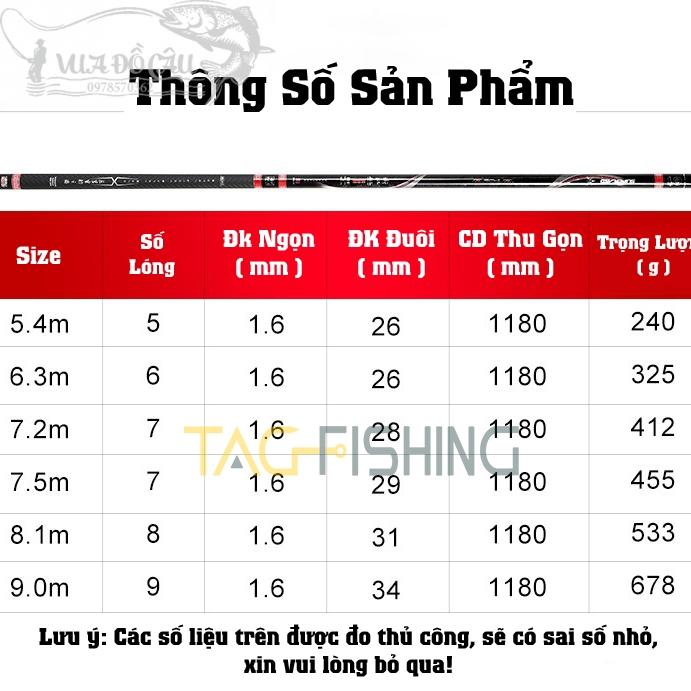 VUA ĐỒ CÂU
Thông Số Sản Phẩm
Size Số Lóng Đk Ngọn ( mm ) ĐK Đuôi ( mm ) CD Thu Gọn ( mm ) Trọng Lượn ( g )
5.4m 5 1.6 26 1180 240
6.3m 6 1.6 26 1180 325
7.2m 7 1.6 28 1180 412
TAG FISHING
7.5m 7 1.6 29 1180 455
8.1m 8 1.6 31 1180 533
9.0m 9 1.6 34 1180 678
Lưu ý: Các số liệu trên được đo thủ công, sẽ có sai số nhỏ,
xin vui lòng bỏ qua!